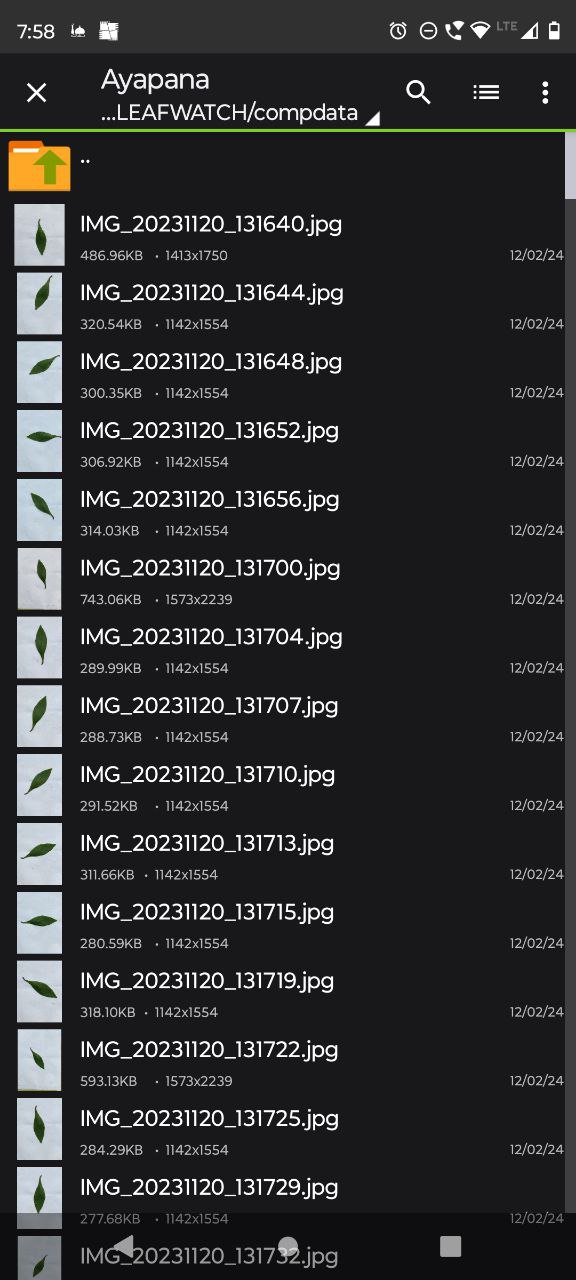 7:58
LTE
Ayapana
...LEAFWATCH/compdata
..
IMG_20231120_131640.jpg
486.96KB · 1413x1750 12/02/24
IMG_20231120_131644.jpg
320.54KB · 1142x1554 12/02/24
IMG_20231120_131648.jpg
300.35KB · 1142x1554 12/02/24
IMG_20231120_131652.jpg
306.92KB · 1142x1554 12/02/24
IMG_20231120_131656.jpg
314.03KB · 1142x1554 12/02/24
IMG_20231120_131700.jpg
743.06KB · 1573x2239 12/02/24
IMG_20231120_131704.jpg
289.99KB · 1142x1554 12/02/24
IMG_20231120_131707.jpg
288.73KB · 1142x1554 12/02/24
IMG_20231120_131710.jpg
291.52KB · 1142x1554 12/02/24
IMG_20231120_131713.jpg
311.66KB · 1142x1554 12/02/24
IMG_20231120_131715.jpg
280.59KB · 1142x1554 12/02/24
IMG_20231120_131719.jpg
318.10KB · 1142x1554 12/02/24
IMG_20231120_131722.jpg
593.13KB · 1573x2239 12/02/24
IMG_20231120_131725.jpg
284.29KB · 1142x1554 12/02/24
IMG_20231120_131729.jpg
277.68KB · 1142x1554 12/02/24
IMG_20231120_131732.jpg